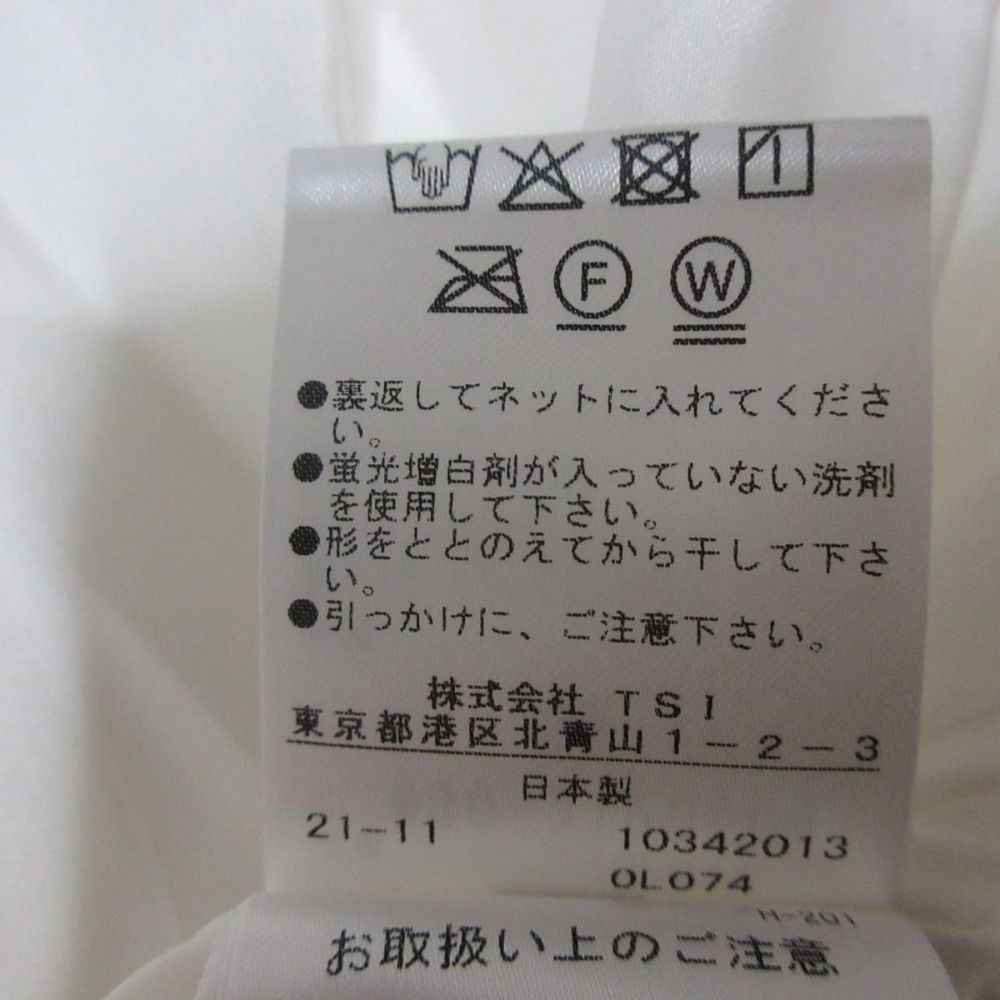 F W
●裏返してネットに入れてくださ
い。
●蛍光増白剤が入っていない洗剤
を使用して下さい。
●形をととのえてから干して下さ
い。
●引っかけに、ご注意下さい。
株式会社 TSI
東京都港区北青山1-2-3
日本製
21-11 10342013
0L074
H-201
お取扱い上のご注意